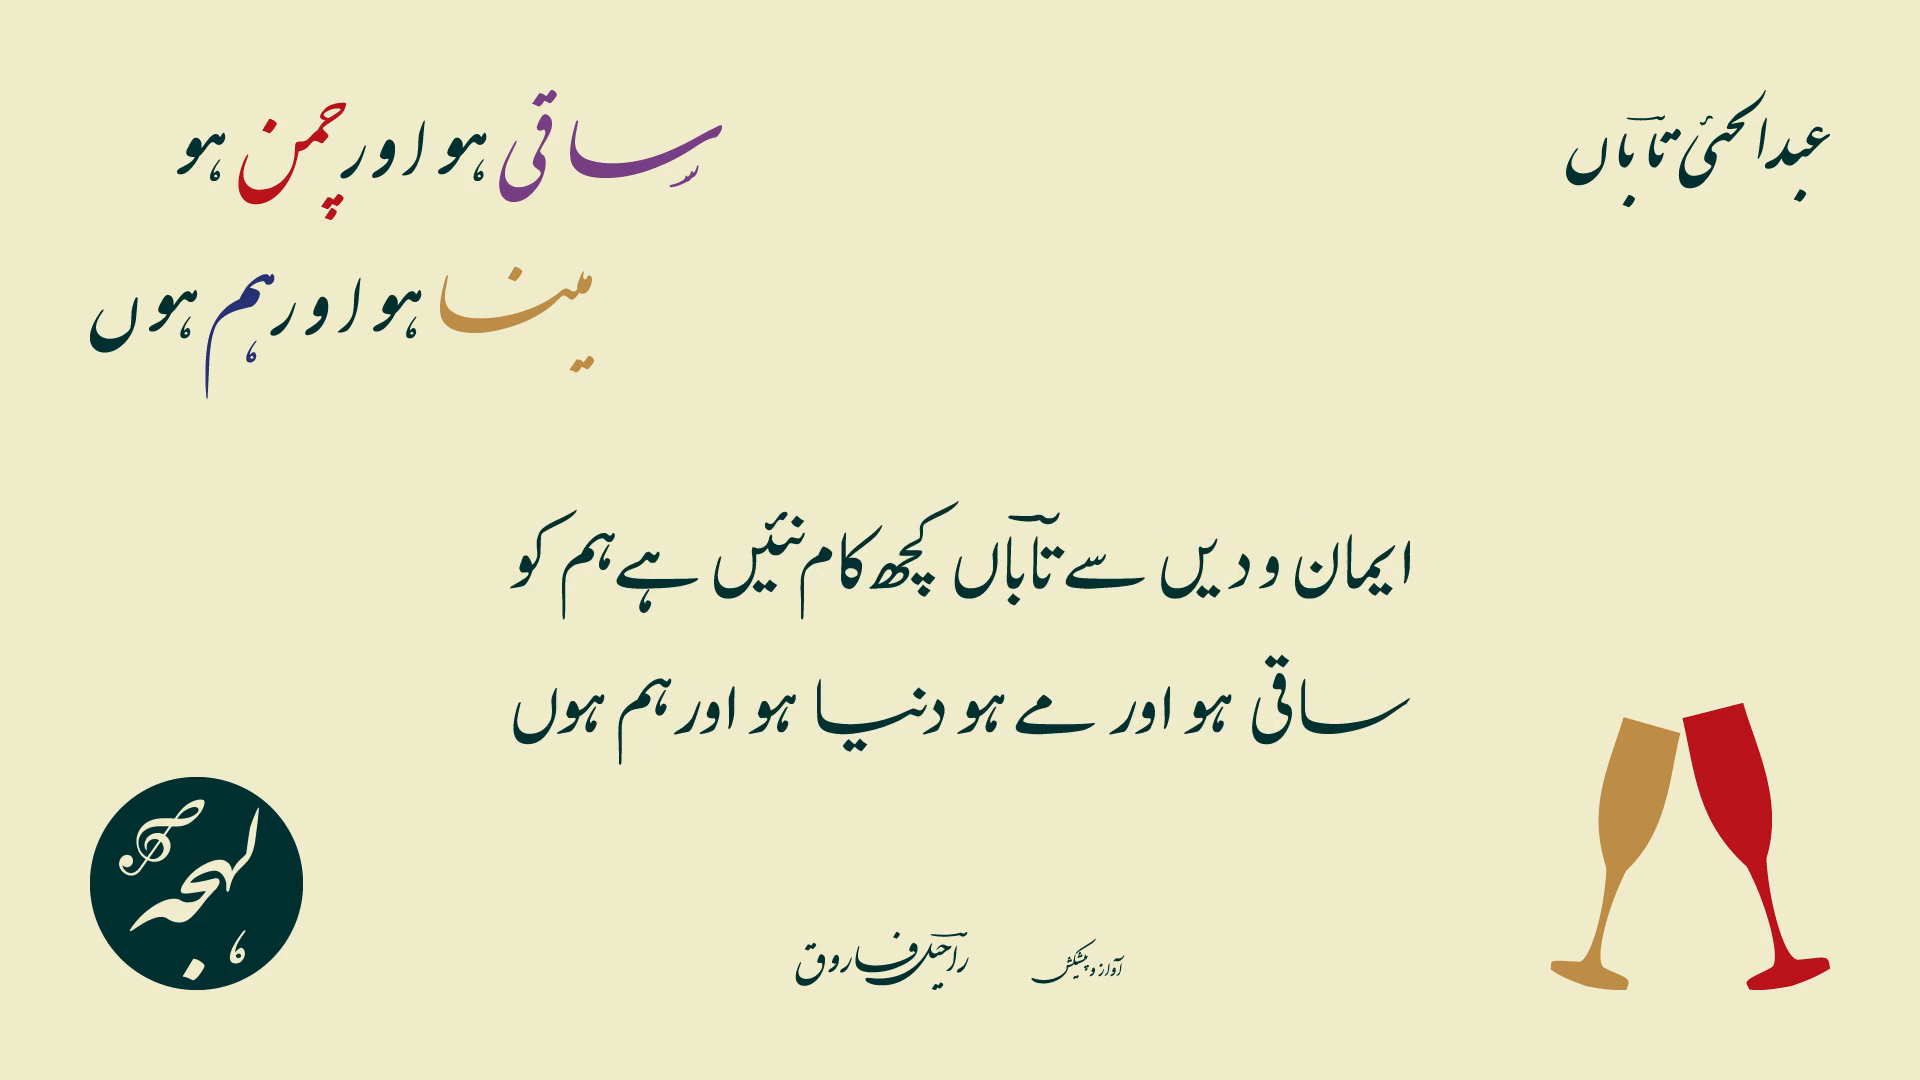 عبدالحئی تاباںؔ
ساقی ہو اور چمن ہو
مینا ہو اور ہم ہوں
ایمان و دیں سے تاباںؔ کچھ کام نئیں ہے ہم کو
ساقی ہو اور مے ہو دنیا ہو اور ہم ہوں
آواز و پیشکش
راحیلؔ فاروق
لہجہ